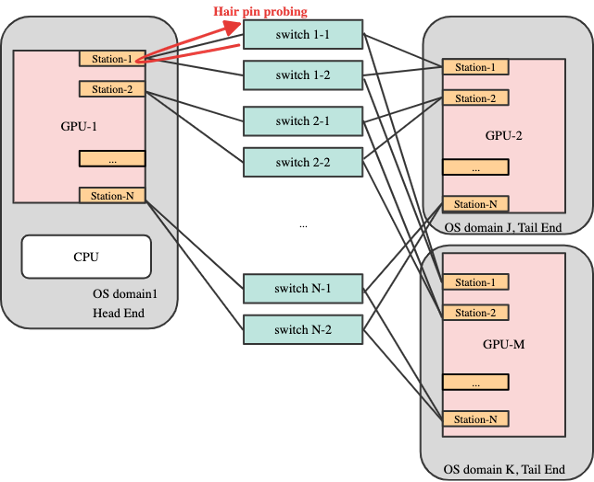 Hair pin probing
switch 1-1
switch 1-2
switch 2-1
switch 2-2
...
switch N-1
switch N-2
Station-1
Station-2
GPU-1
...
Station-N
CPU
OS domain1
Head End
Station-1
Station-2
GPU-2
...
Station-N
OS domain J, Tail End
Station-1
Station-2
GPU-M
...
Station-N
OS domain K, Tail End